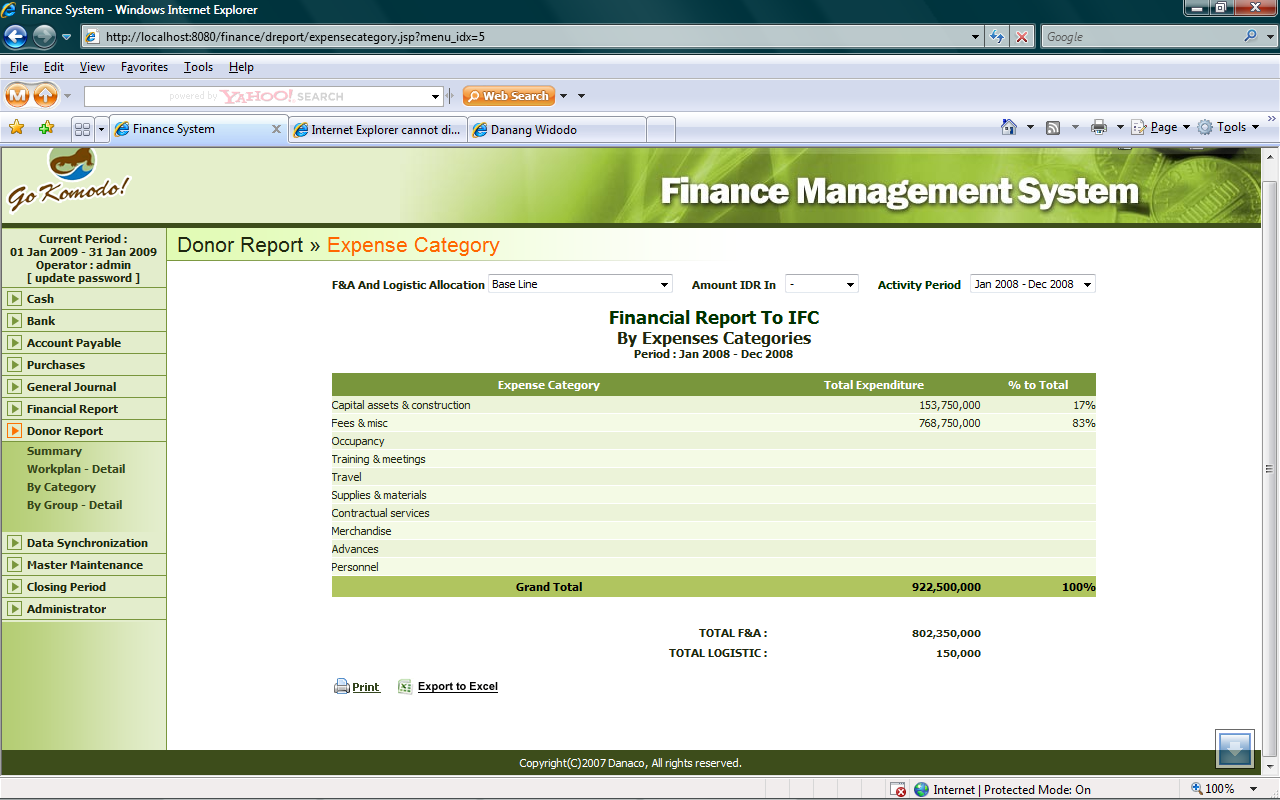 Finance System - Windows Internet Explorer
http://localhost:8080/finance/dreport/expensecategory.jsp?menu_idx=5
Google
File Edit View Favorites Tools Help
M
powered by YAHOO! SEARCH
Web Search
Finance System
Internet Explorer cannot di...
Danang Widodo
Page Tools
Go Komodo!
Finance Management System
Current Period :
01 Jan 2009 - 31 Jan 2009
Operator : admin
[ update password ]
Cash
Bank
Account Payable
Purchases
General Journal
Financial Report
Donor Report
Summary
Workplan - Detail
By Category
By Group - Detail
Data Synchronization
Master Maintenance
Closing Period
Administrator
Donor Report » Expense Category
F&A And Logistic Allocation Base Line Amount IDR In - Activity Period Jan 2008 - Dec 2008
Financial Report To IFC
By Expenses Categories
Period : Jan 2008 - Dec 2008
Expense Category Total Expenditure % to Total
Capital assets & construction 153,750,000 17%
Fees & misc 768,750,000 83%
Occupancy
Training & meetings
Travel
Supplies & materials
Contractual services
Merchandise
Advances
Personnel
Grand Total 922,500,000 100%
TOTAL F&A : 802,350,000
TOTAL LOGISTIC : 150,000
Print Export to Excel
Copyright(C)2007 Danaco, All rights reserved.
Internet | Protected Mode: On 100%